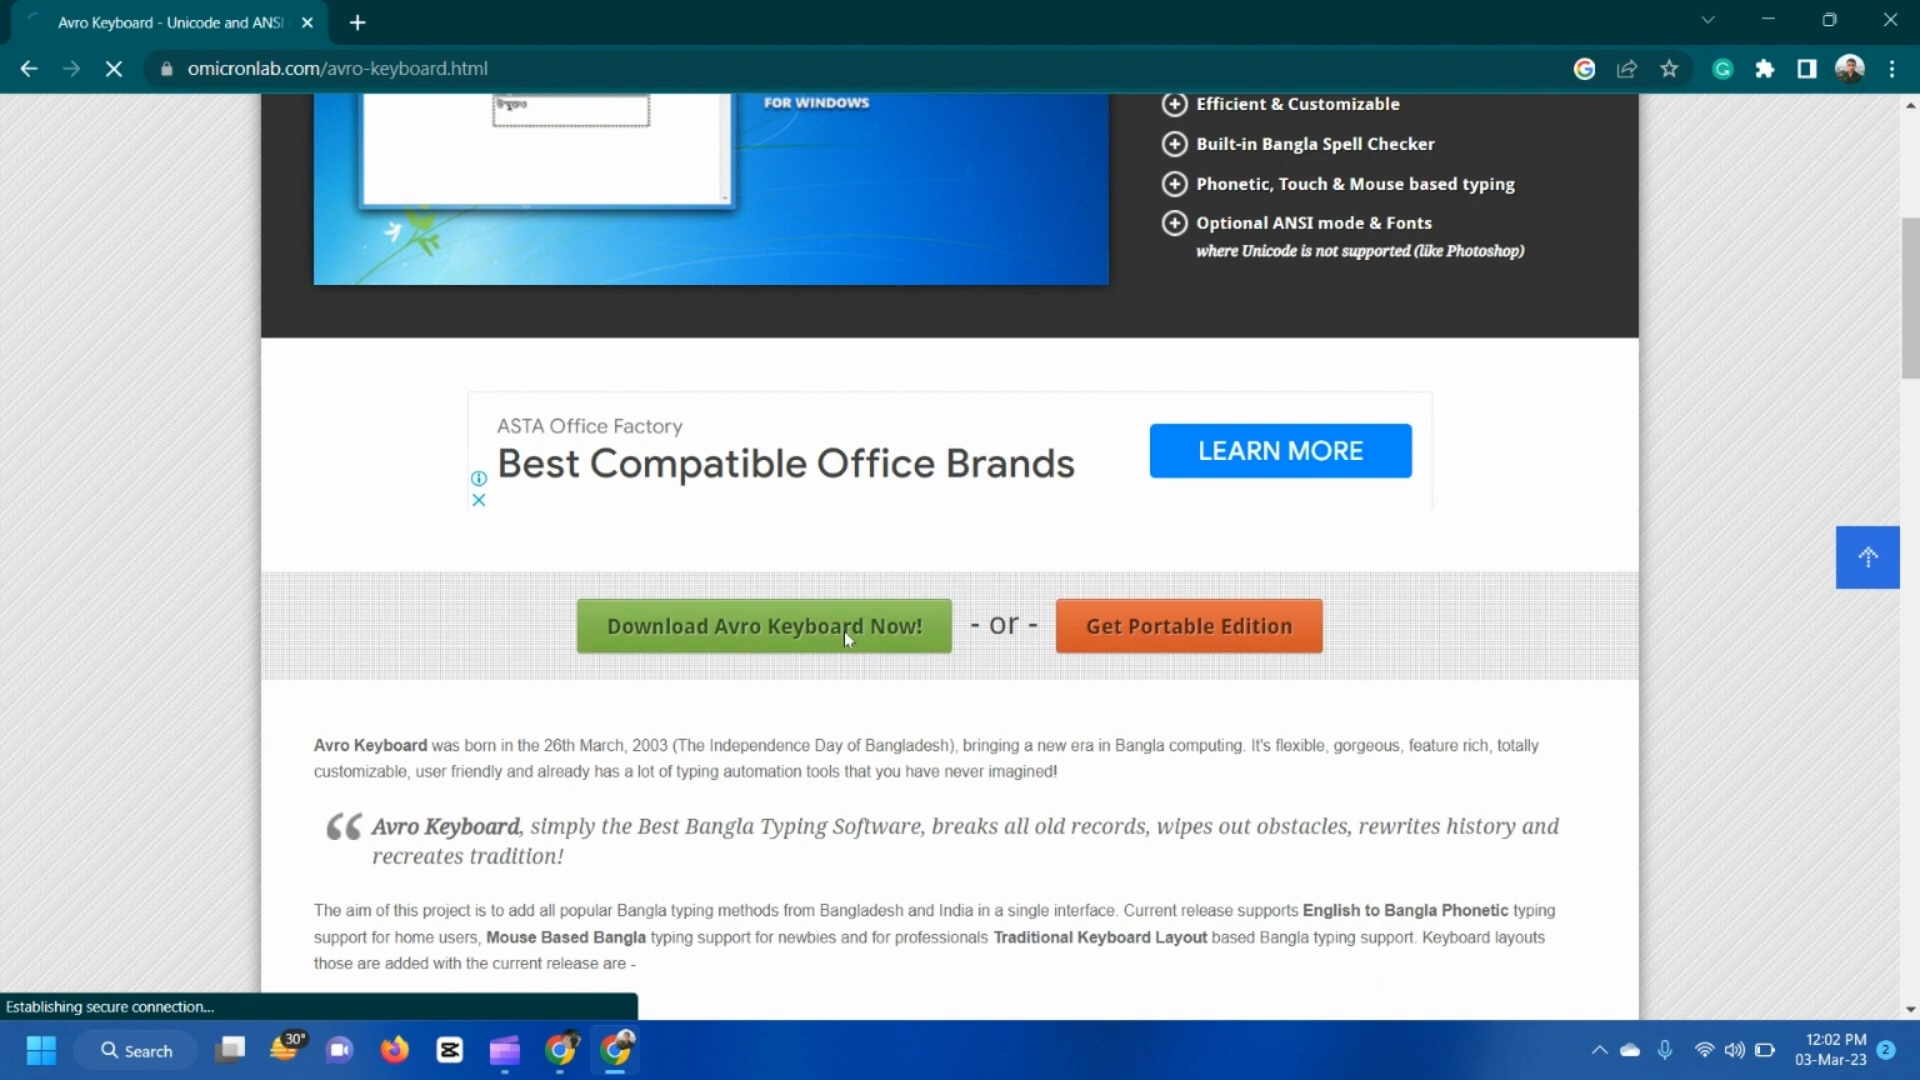 Avro Keyboard - Unicode and ANSI
omicronlab.com/avro-keyboard.html
FOR WINDOWS
Efficient & Customizable
Built-in Bangla Spell Checker
Phonetic, Touch & Mouse based typing
Optional ANSI mode & Fonts
where Unicode is not supported (like Photoshop)
ASTA Office Factory
Best Compatible Office Brands
LEARN MORE
Download Avro Keyboard Now!
- or -
Get Portable Edition
Avro Keyboard was born in the 26th March, 2003 (The Independence Day of Bangladesh), bringing a new era in Bangla computing. It's flexible, gorgeous, feature rich, totally
customizable, user friendly and already has a lot of typing automation tools that you have never imagined!
“ Avro Keyboard, simply the Best Bangla Typing Software, breaks all old records, wipes out obstacles, rewrites history and
recreates tradition!
The aim of this project is to add all popular Bangla typing methods from Bangladesh and India in a single interface. Current release supports English to Bangla Phonetic typing
support for home users, Mouse Based Bangla typing support for newbies and for professionals Traditional Keyboard Layout based Bangla typing support. Keyboard layouts
those are added with the current release are -
Establishing secure connection...
30°
Search
12:02 PM
03-Mar-23
2